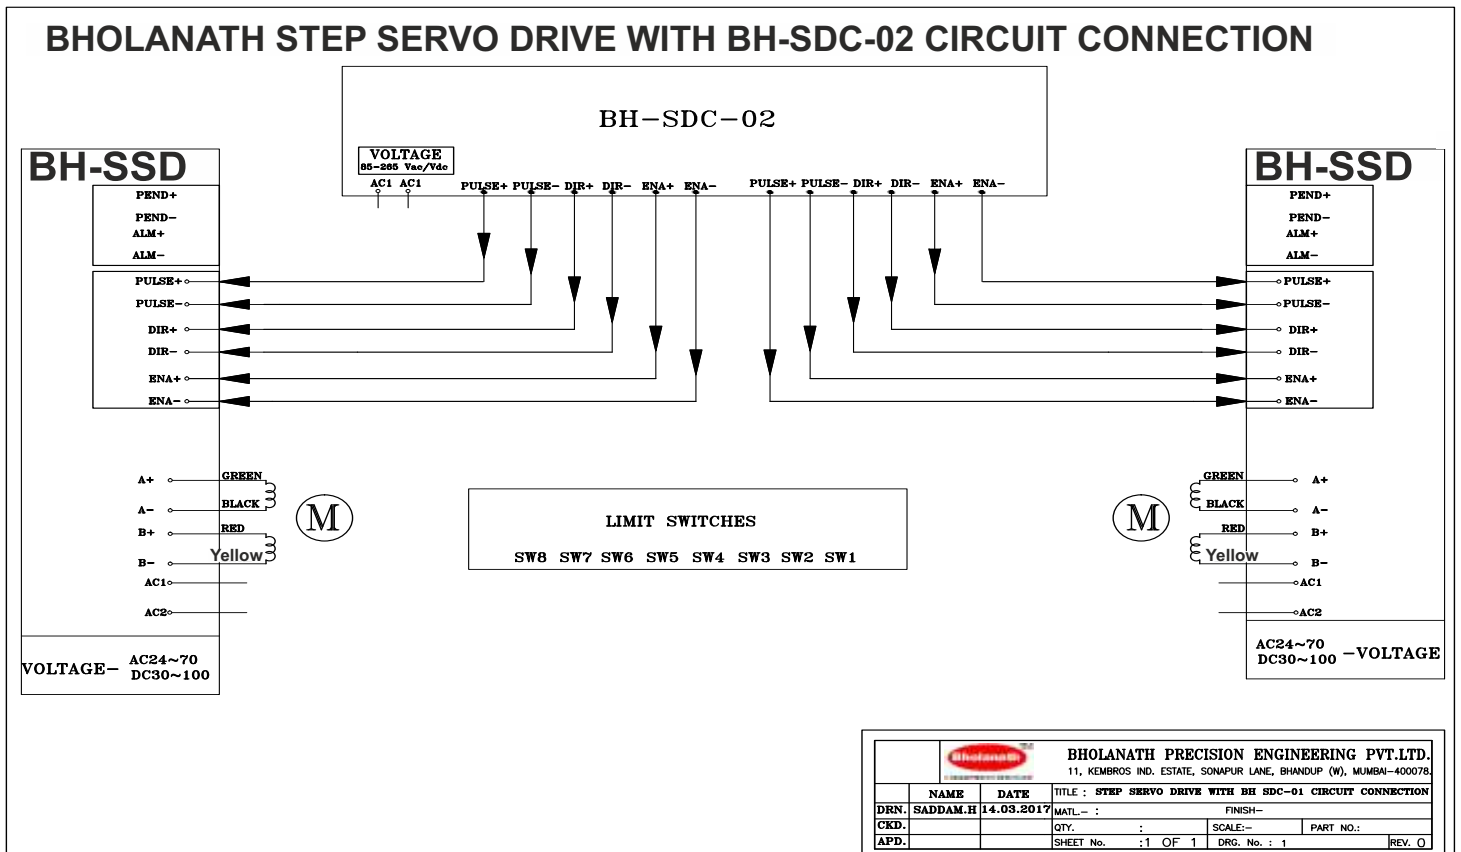 BHOLANATH STEP SERVO DRIVE WITH BH-SDC-02 CIRCUIT CONNECTION
BH-SDC-02
VOLTAGE
85-265 Vac/Vdc
AC1 AC1
PULSE+ PULSE- DIR+ DIR- ENA+ ENA-
PULSE+ PULSE- DIR+ DIR- ENA+ ENA-
BH-SSD
PEND+
PEND-
ALM+
ALM-
PULSE+
PULSE-
DIR+
DIR-
ENA+
ENA-
A+
A-
B+
B-
AC1
AC2
GREEN
BLACK
RED
Yellow
M
VOLTAGE- AC24~70
DC30~100
LIMIT SWITCHES
SW8 SW7 SW6 SW5 SW4 SW3 SW2 SW1
BH-SSD
PEND+
PEND-
ALM+
ALM-
PULSE+
PULSE-
DIR+
DIR-
ENA+
ENA-
M
GREEN
BLACK
RED
Yellow
A+
A-
B+
B-
AC1
AC2
AC24~70
DC30~100 -VOLTAGE
Bholanath
BHOLANATH PRECISION ENGINEERING PVT.LTD.
11, KEMBROS IND. ESTATE, SONAPUR LANE, BHANDUP (W), MUMBAI-400078.
NAME DATE TITLE : STEP SERVO DRIVE WITH BH SDC-01 CIRCUIT CONNECTION
DRN. SADDAM.H 14.03.2017 MATL.- : FINISH-
CKD. QTY. : SCALE:- PART NO.:
APD. SHEET No. :1 OF 1 DRG. No. : 1 REV. 0